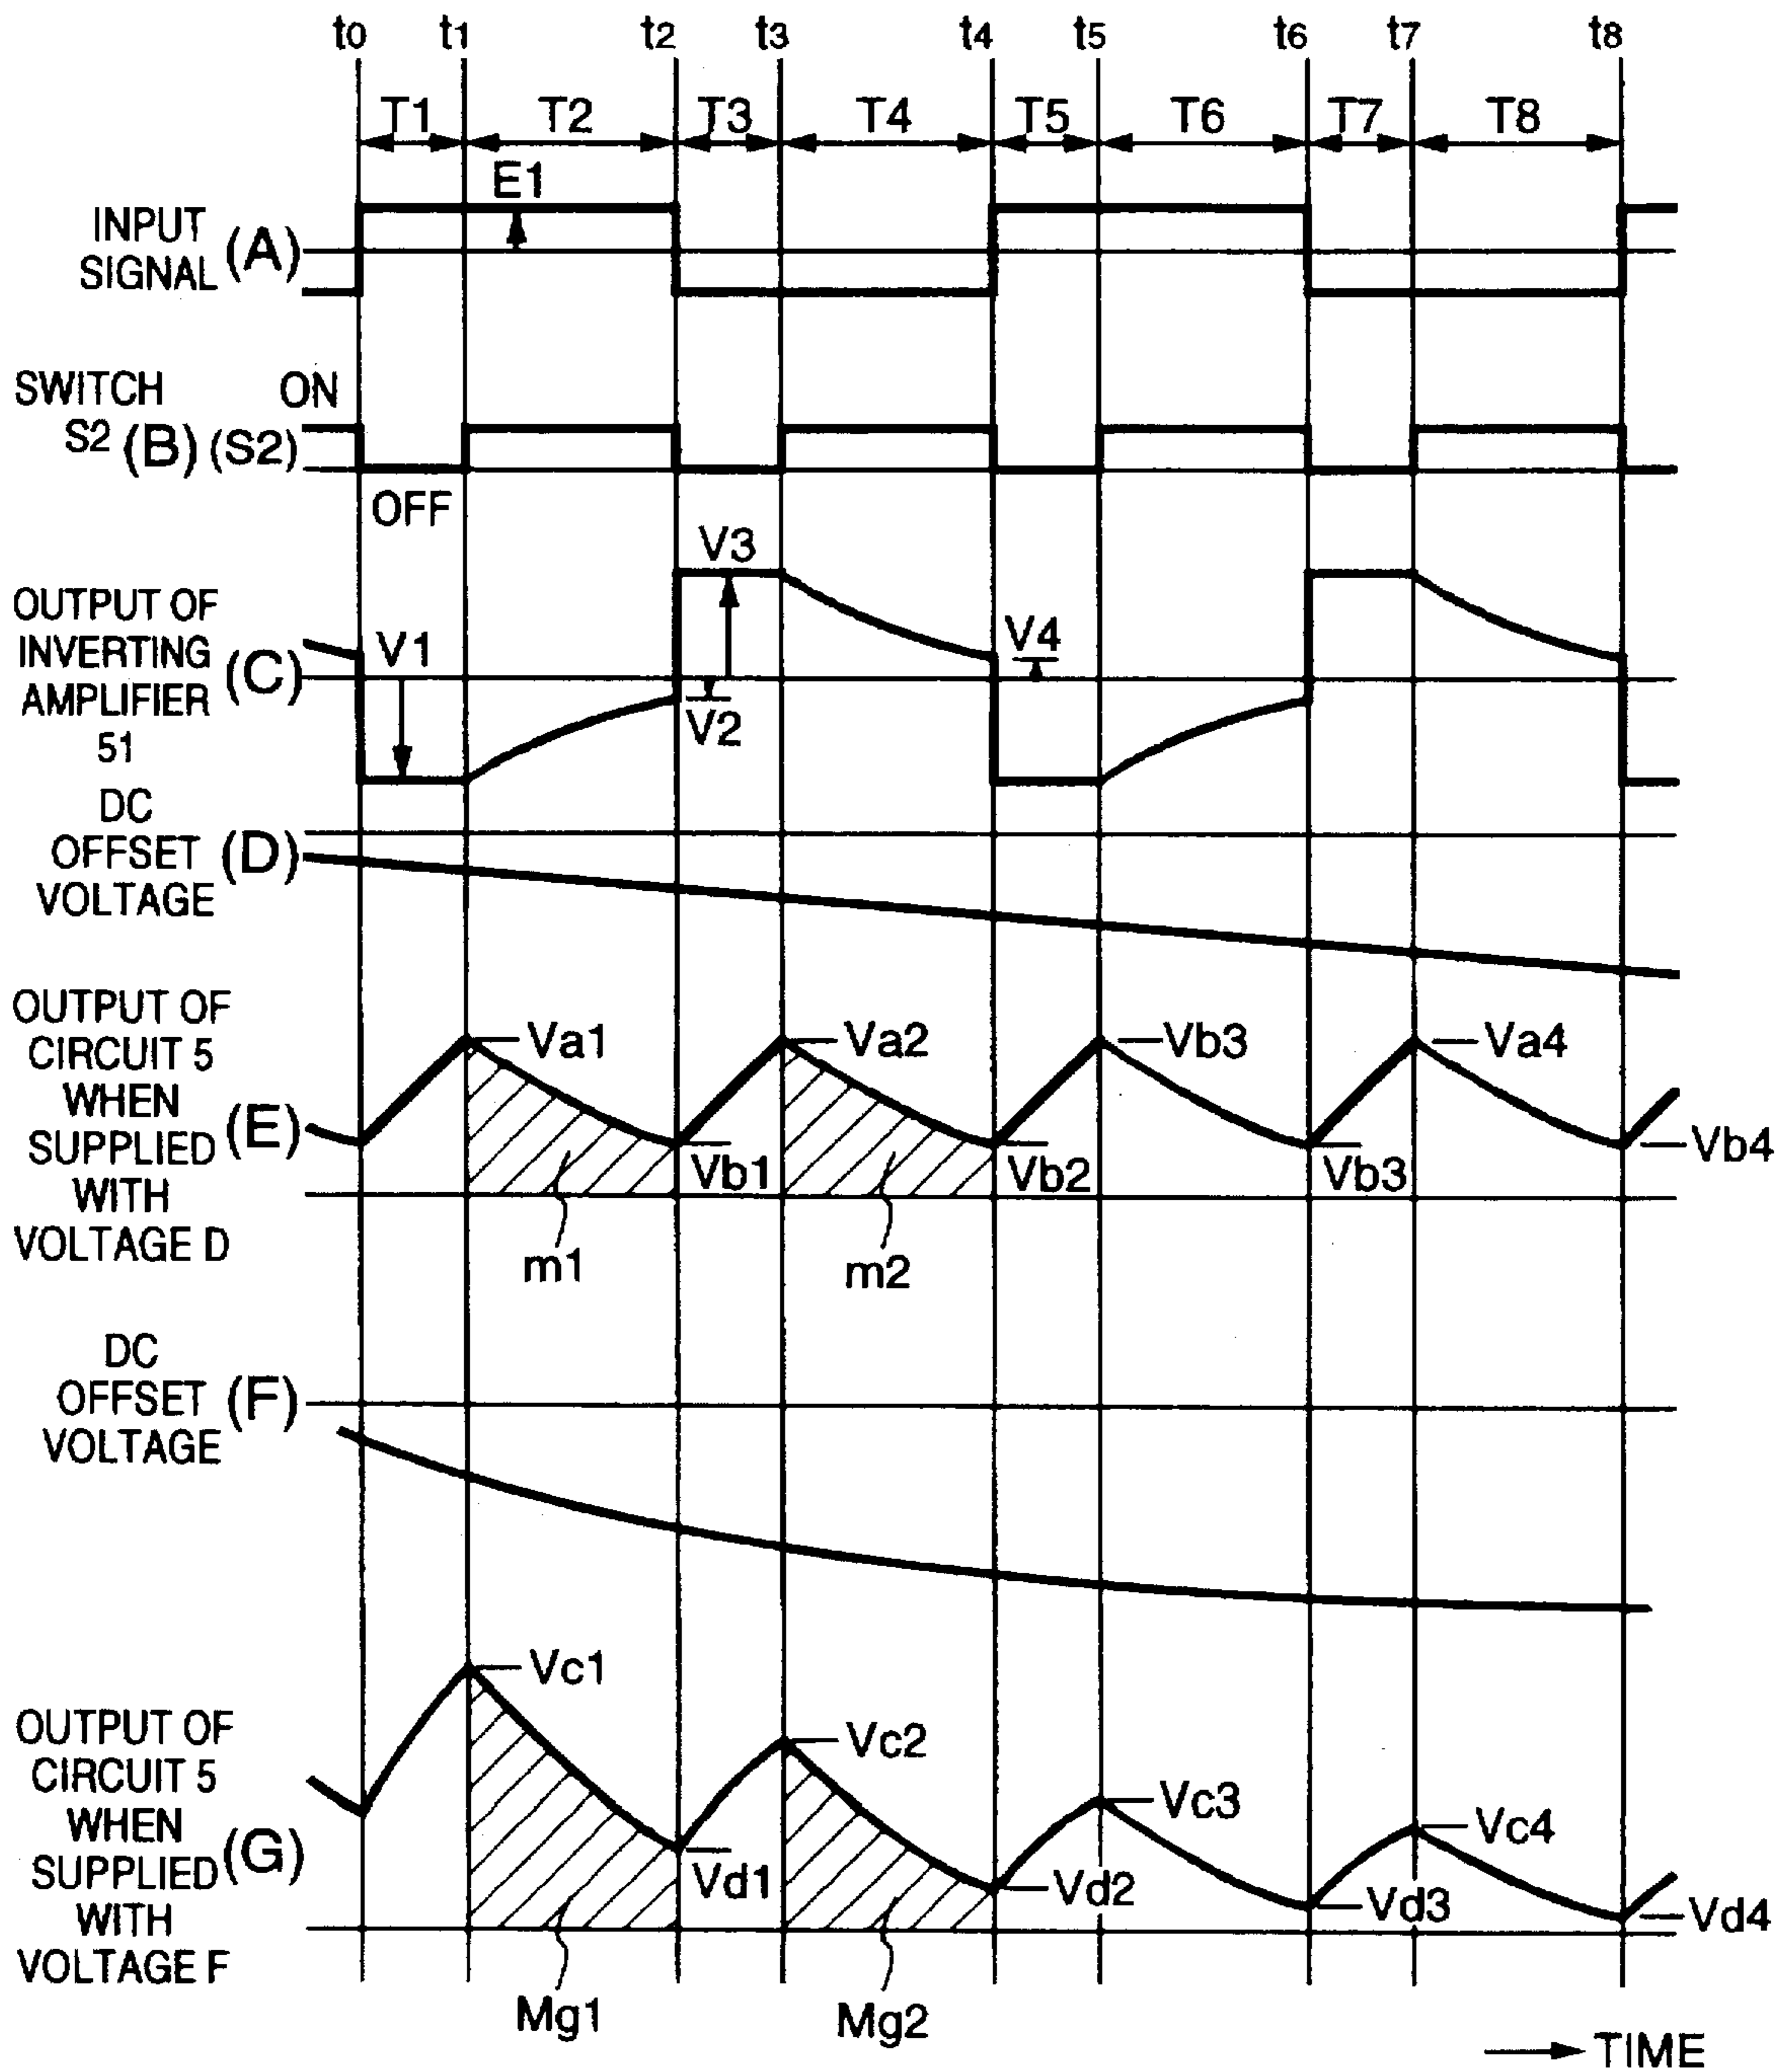 t0 t1 t2 t3 t4 t5 t6 t7 t8
T1 T2 T3 T4 T5 T6 T7 T8
E1
INPUT
SIGNAL (A)
SWITCH ON
S2 (B) (S2)
OFF
V3
OUTPUT OF
INVERTING
AMPLIFIER
51
(C)
V1
V4
V2
DC
OFFSET
VOLTAGE
(D)
OUTPUT OF
CIRCUIT 5
WHEN
SUPPLIED
WITH
VOLTAGE D
(E)
Va1 Va2 Vb3 Va4
Vb1 Vb2 Vb3 Vb4
m1 m2
DC
OFFSET
VOLTAGE
(F)
OUTPUT OF
CIRCUIT 5
WHEN
SUPPLIED
WITH
VOLTAGE F
(G)
Vc1
Vc2
Vc3
Vc4
Vd1 Vd2 Vd3 Vd4
Mg1 Mg2
TIME